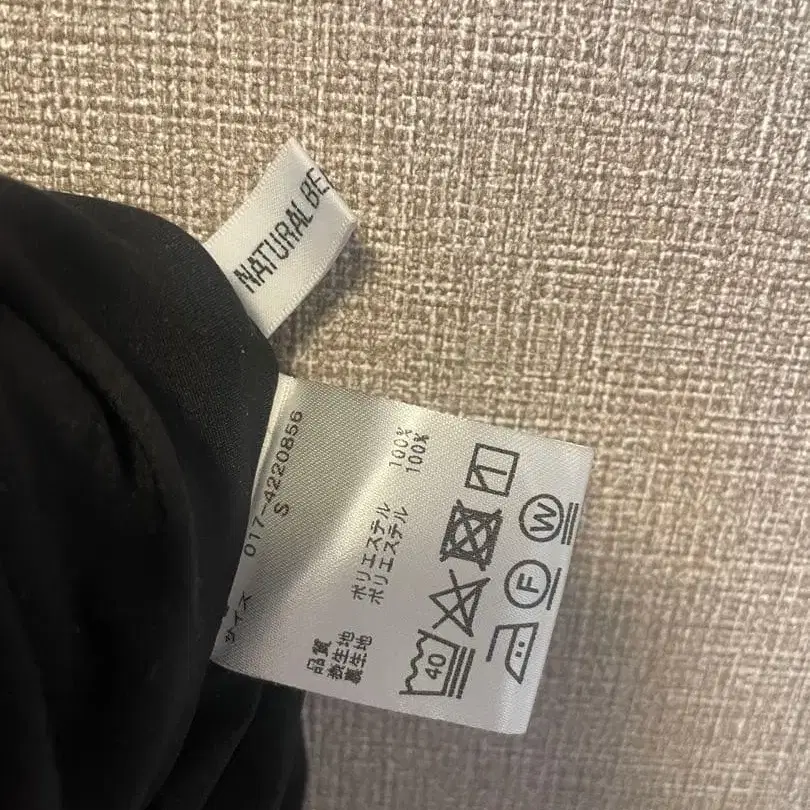 NATURAL BE
017-4220856
サイズ S
品質
表生地 ポリエステル 100%
裏生地 ポリエステル 100%
40
F
W